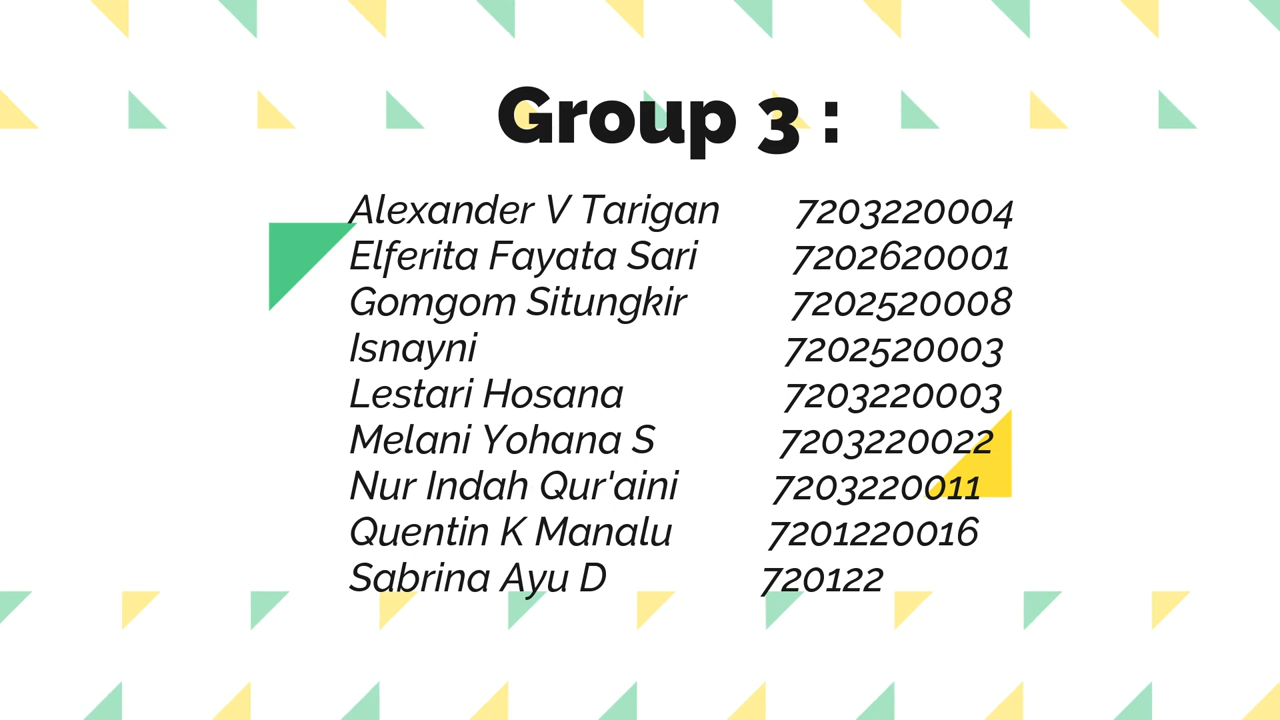 Group 3 :
Alexander V Tarigan 7203220004
Elferita Fayata Sari 7202620001
Gomgom Situngkir 7202520008
Isnayni 7202520003
Lestari Hosana 7203220003
Melani Yohana S 7203220022
Nur Indah Qur'aini 7203220011
Quentin K Manalu 7201220016
Sabrina Ayu D 720122